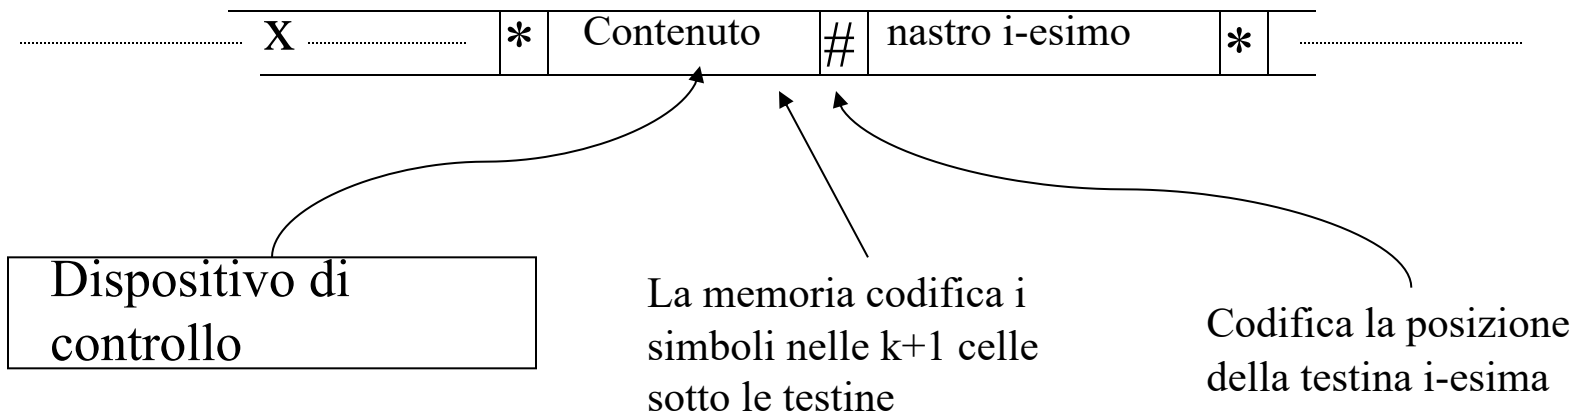 x * Contenuto # nastro i-esimo *
Dispositivo di
controllo
La memoria codifica i
simboli nelle k+1 celle
sotto le testine
Codifica la posizione
della testina i-esima